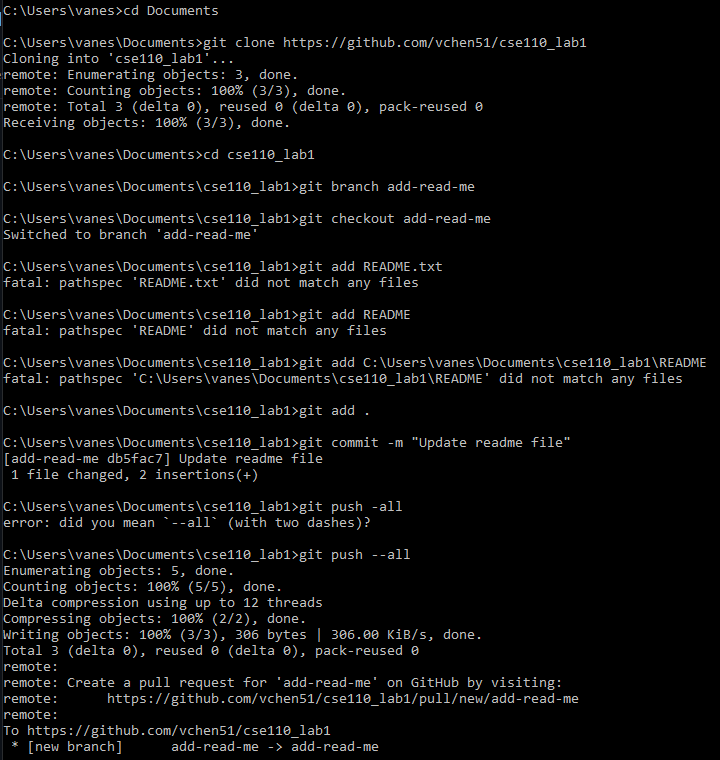 C:\Users\vanes>cd Documents
C:\Users\vanes\Documents>git clone https://github.com/vchen51/cse110_lab1
Cloning into 'cse110_lab1'...
remote: Enumerating objects: 3, done.
remote: Counting objects: 100% (3/3), done.
remote: Total 3 (delta 0), reused 0 (delta 0), pack-reused 0
Receiving objects: 100% (3/3), done.
C:\Users\vanes\Documents>cd cse110_lab1
C:\Users\vanes\Documents\cse110_lab1>git branch add-read-me
C:\Users\vanes\Documents\cse110_lab1>git checkout add-read-me
Switched to branch 'add-read-me'
C:\Users\vanes\Documents\cse110_lab1>git add README.txt
fatal: pathspec 'README.txt' did not match any files
C:\Users\vanes\Documents\cse110_lab1>git add README
fatal: pathspec 'README' did not match any files
C:\Users\vanes\Documents\cse110_lab1>git add C:\Users\vanes\Documents\cse110_lab1\README
fatal: pathspec 'C:\Users\vanes\Documents\cse110_lab1\README' did not match any files
C:\Users\vanes\Documents\cse110_lab1>git add .
C:\Users\vanes\Documents\cse110_lab1>git commit -m "Update readme file"
[add-read-me db5fac7] Update readme file
 1 file changed, 2 insertions(+)
C:\Users\vanes\Documents\cse110_lab1>git push -all
error: did you mean `--all` (with two dashes)?
C:\Users\vanes\Documents\cse110_lab1>git push --all
Enumerating objects: 5, done.
Counting objects: 100% (5/5), done.
Delta compression using up to 12 threads
Compressing objects: 100% (2/2), done.
Writing objects: 100% (3/3), 306 bytes | 306.00 KiB/s, done.
Total 3 (delta 0), reused 0 (delta 0), pack-reused 0
remote:
remote: Create a pull request for 'add-read-me' on GitHub by visiting:
remote:      https://github.com/vchen51/cse110_lab1/pull/new/add-read-me
remote:
To https://github.com/vchen51/cse110_lab1
 * [new branch]      add-read-me -> add-read-me